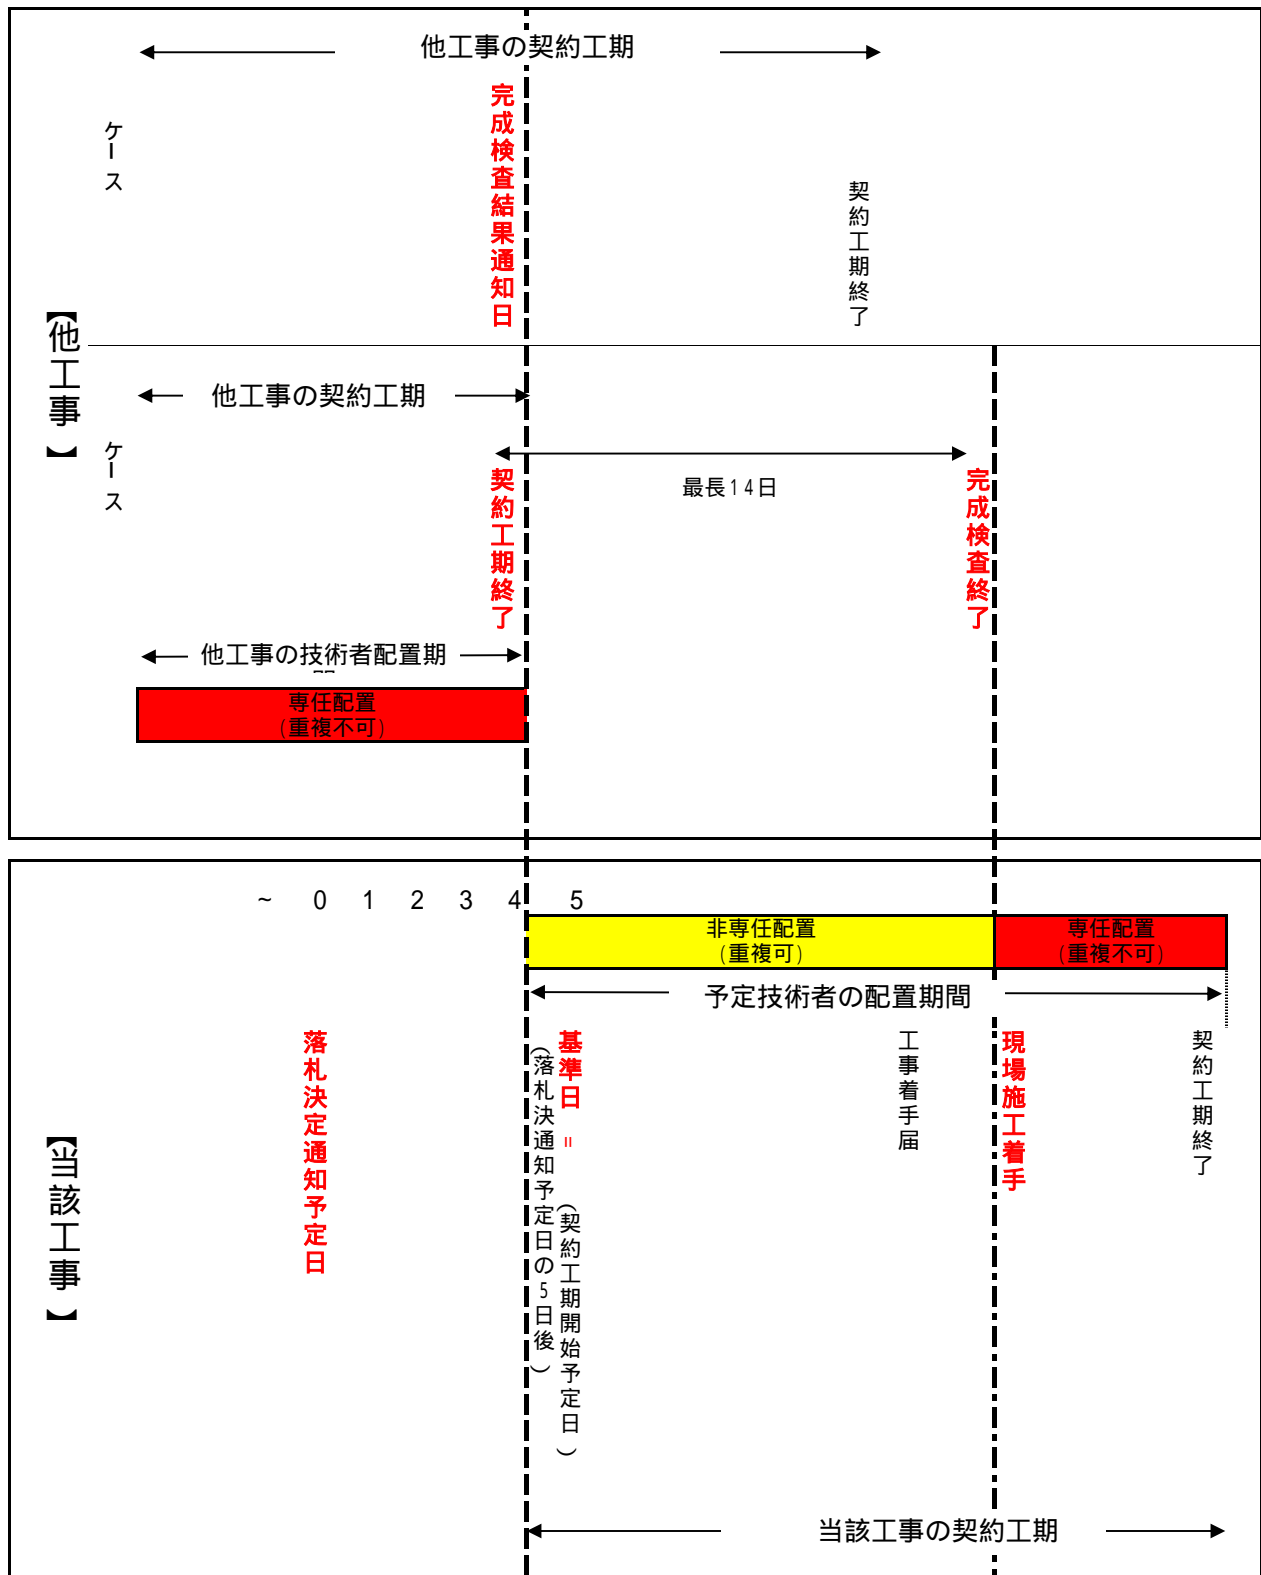 他工事の契約工期
ケース
完成検査結果通知日
契約工期終了
【他工事】
他工事の契約工期
ケース
最長14日
契約工期終了
完成検査終了
他工事の技術者配置期
専任配置
(重複不可)
~ 0 1 2 3 4 5
非専任配置
(重複可)
専任配置
(重複不可)
予定技術者の配置期間
【当該工事】
落札決定通知予定日
基準日 =
(契約工期開始予定日)
(落札決通知予定日の5日後)
工事着手届
現場施工着手
契約工期終了
当該工事の契約工期